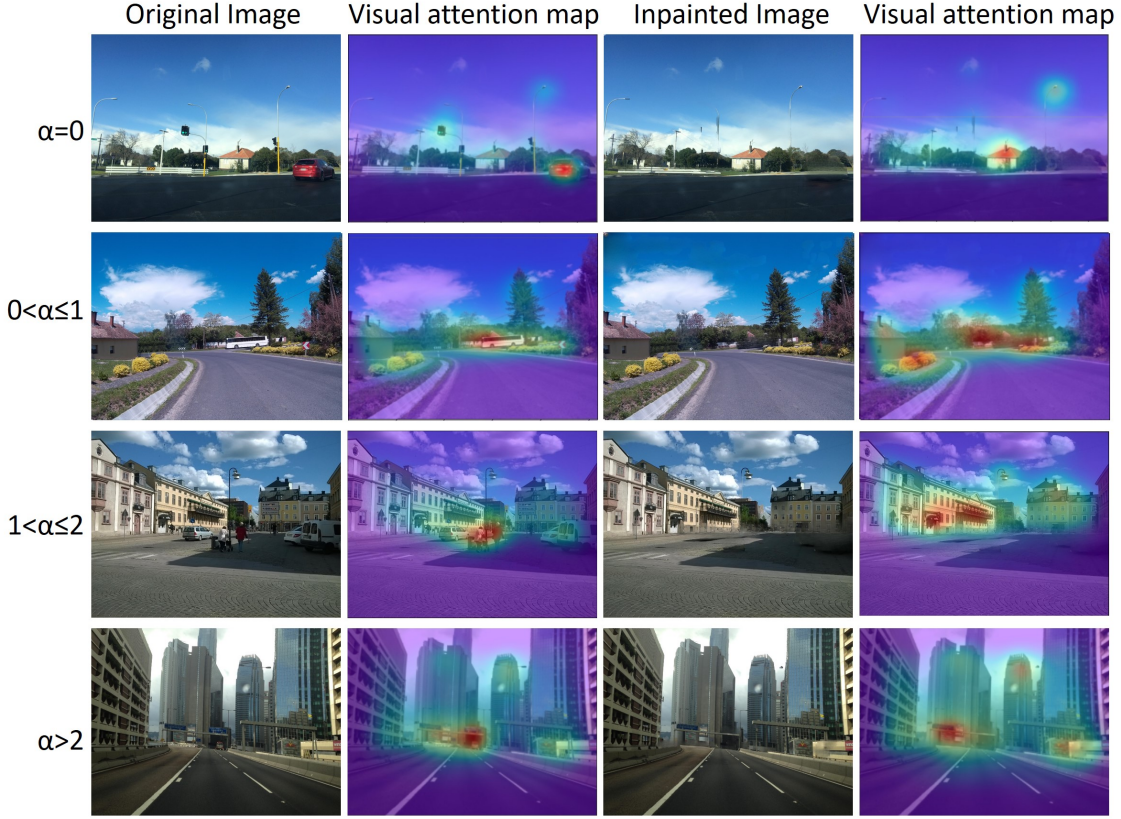 Original Image Visual attention map Inpainted Image Visual attention map
α=0
0<α≤1
1<α≤2
α>2